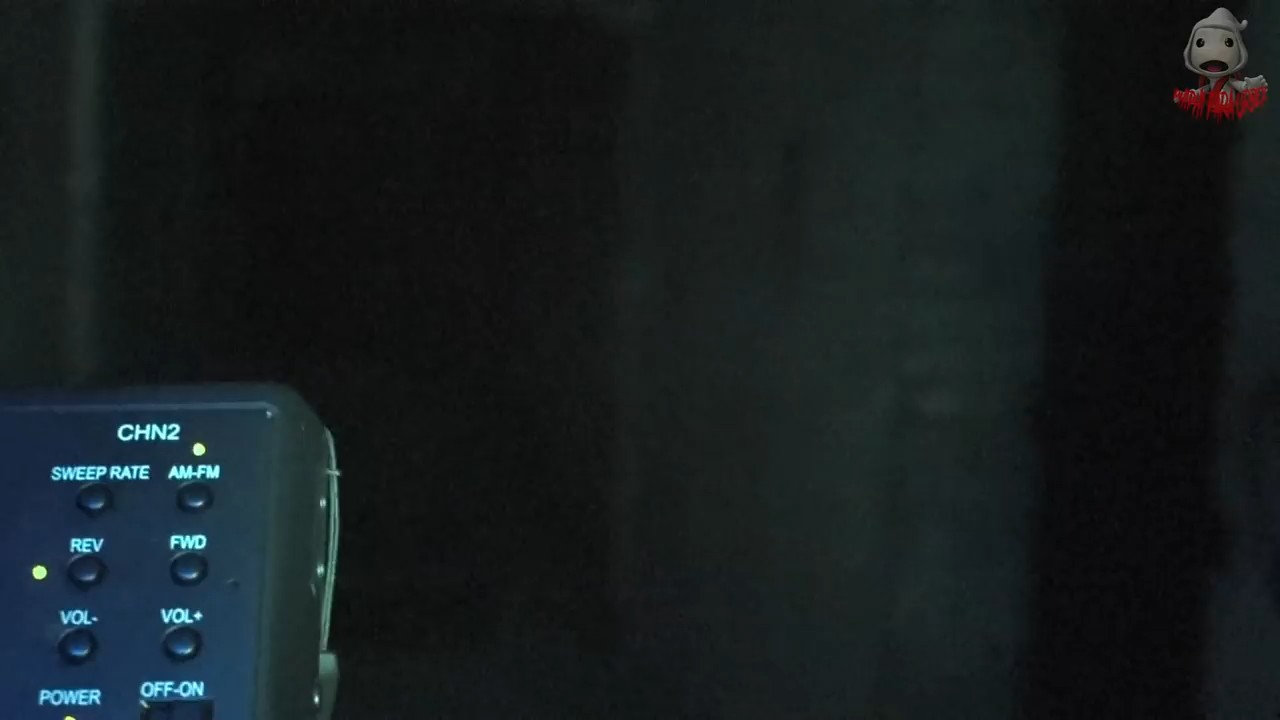 CHN2
SWEEP RATE AM-FM
REV FWD
VOL- VOL+
POWER OFF-ON